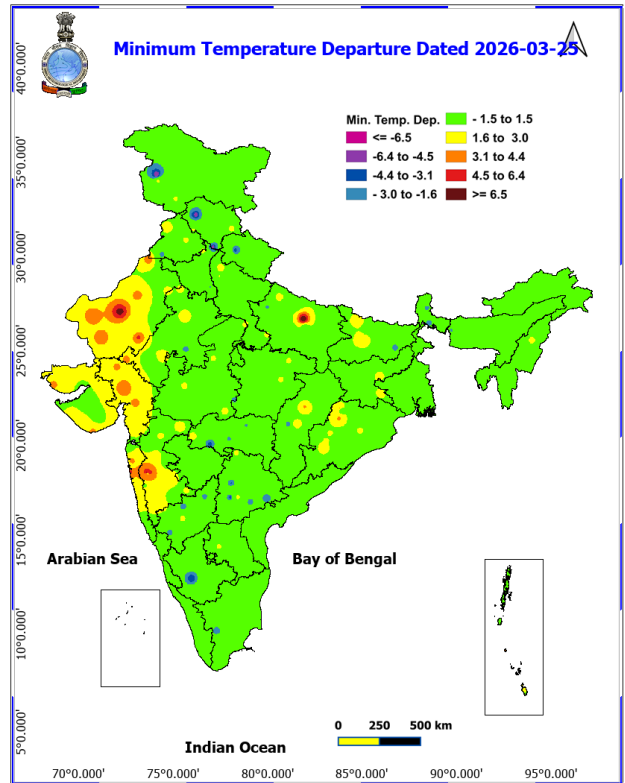 Minimum Temperature Departure Dated 2026-03-25
Min. Temp. Dep.
<= -6.5
-6.4 to -4.5
-4.4 to -3.1
- 3.0 to -1.6
- 1.5 to 1.5
1.6 to 3.0
3.1 to 4.4
4.5 to 6.4
>= 6.5
40°0.000'
35°0.000'
30°0.000'
25°0.000'
20°0.000'
15°0.000'
10°0.000'
5°0.000'
Arabian Sea
Bay of Bengal
Indian Ocean
0 250 500 km
70°0.000' 75°0.000' 80°0.000' 85°0.000' 90°0.000' 95°0.000'